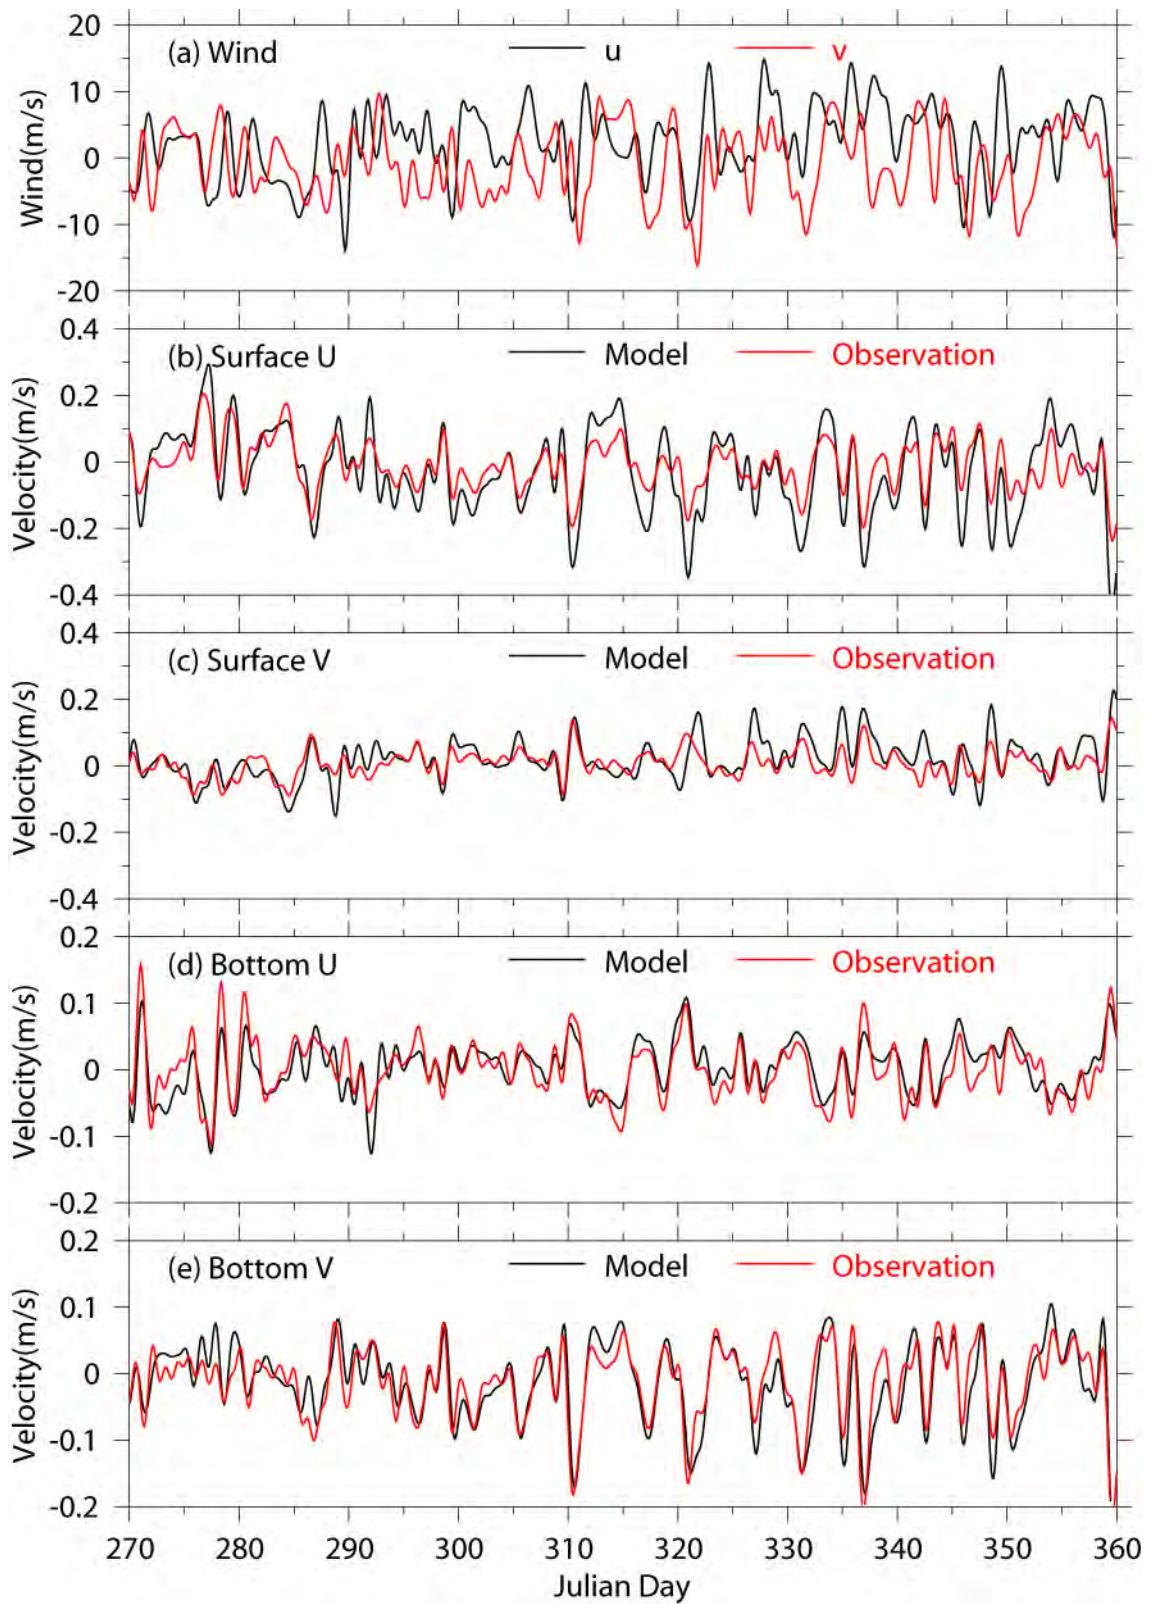 (a) Wind u v
20
10
0
-10
-20
Wind(m/s)
(b) Surface U Model Observation
0.4
0.2
0
-0.2
-0.4
Velocity(m/s)
(c) Surface V Model Observation
0.4
0.2
0
-0.2
-0.4
Velocity(m/s)
(d) Bottom U Model Observation
0.2
0.1
0
-0.1
-0.2
Velocity(m/s)
(e) Bottom V Model Observation
0.2
0.1
0
-0.1
-0.2
Velocity(m/s)
270 280 290 300 310 320 330 340 350 360
Julian Day